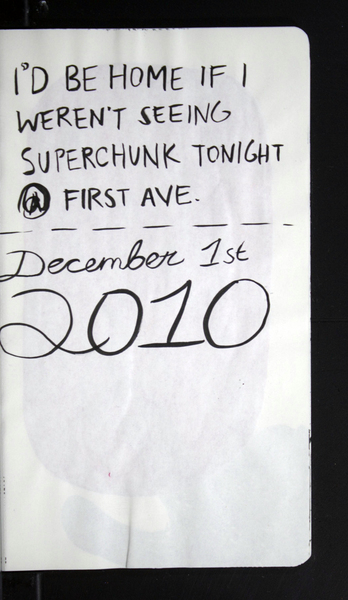 I'D BE HOME IF I
WEREN'T SEEING
SUPERCHUNK TONIGHT
@ FIRST AVE.
December 1st
2010